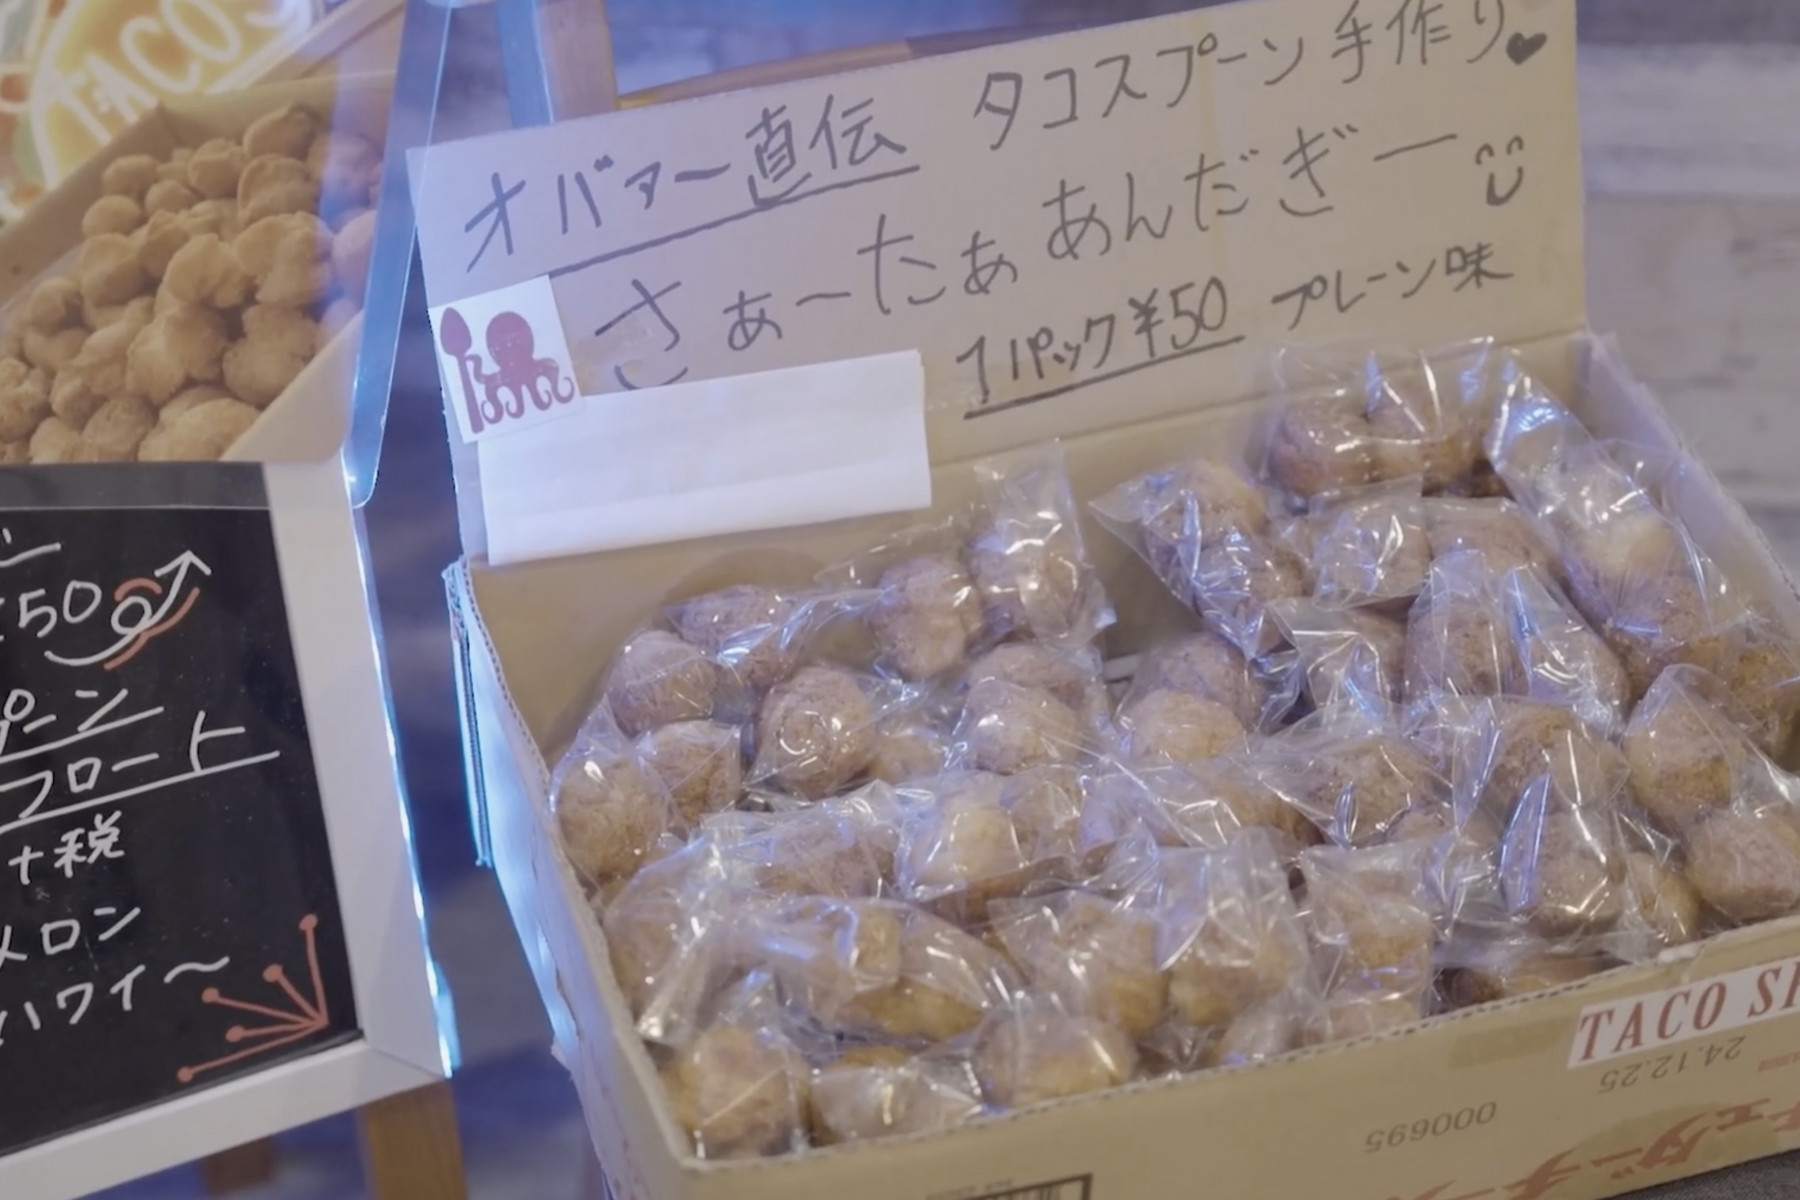 TACOS
オバァー直伝 タコスプーン手作り♥
さぁーたぁあんだぎー
1パック¥50 プレーン味
50
プーン
フロート
+税
メロン
ハワイ〜
TACO
24.12.25
000695